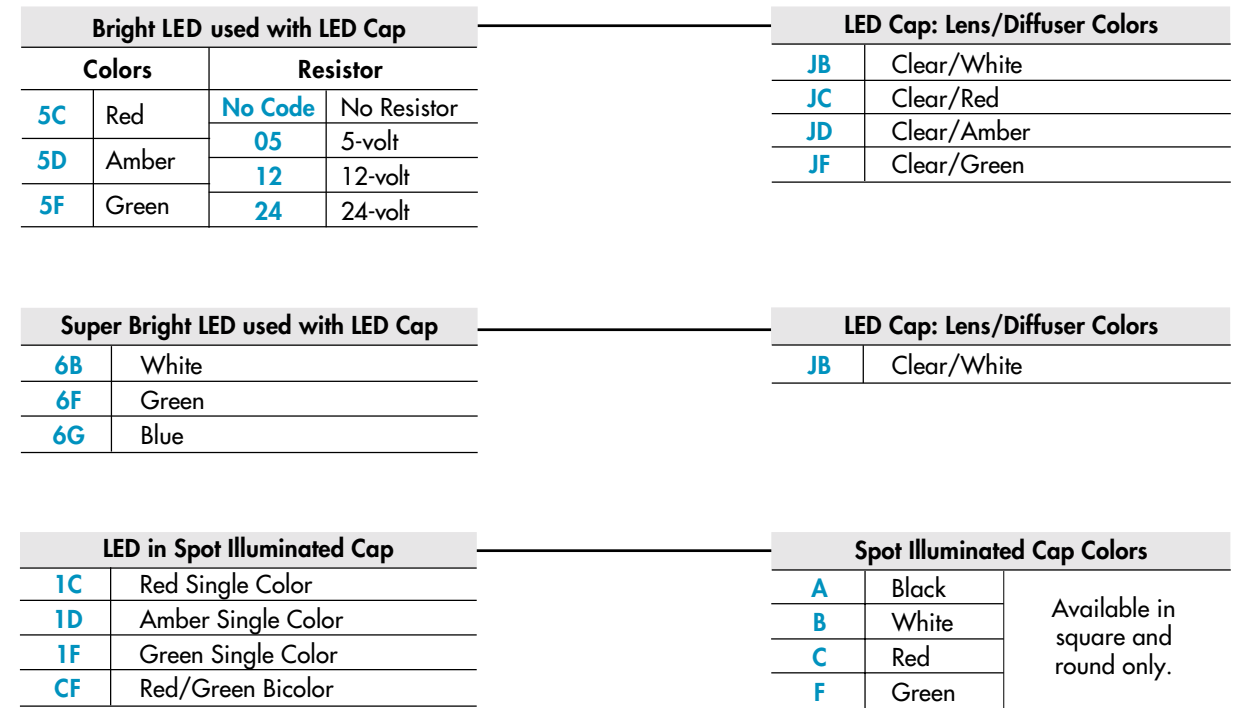 Bright LED used with LED Cap
Colors Resistor
5C Red
5D Amber
5F Green
No Code No Resistor
05 5-volt
12 12-volt
24 24-volt
LED Cap: Lens/Diffuser Colors
JB Clear/White
JC Clear/Red
JD Clear/Amber
JF Clear/Green
Super Bright LED used with LED Cap
6B White
6F Green
6G Blue
LED Cap: Lens/Diffuser Colors
JB Clear/White
LED in Spot Illuminated Cap
1C Red Single Color
1D Amber Single Color
1F Green Single Color
CF Red/Green Bicolor
Spot Illuminated Cap Colors
A Black
B White
C Red
F Green
Available in
square and
round only.